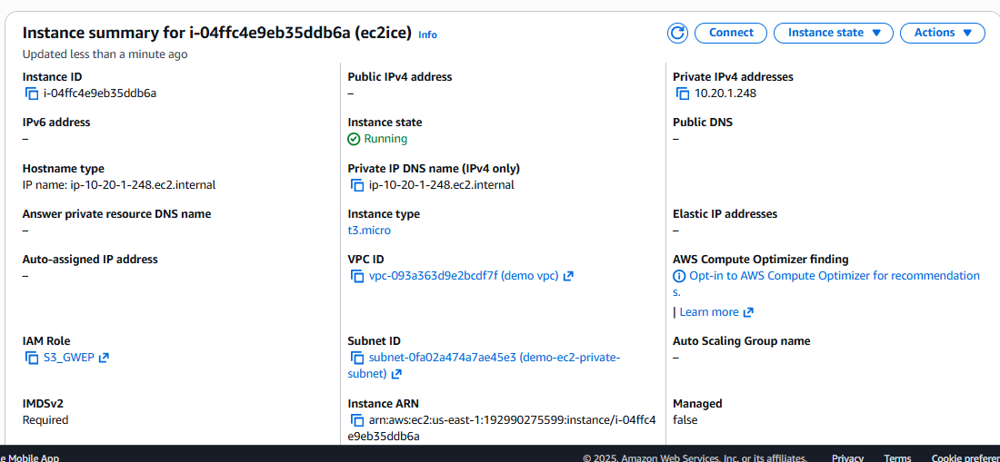 Instance summary for i-04ffc4e9eb35ddb6a (ec2ice) Info
Connect
Instance state
Actions
Updated less than a minute ago
Instance ID
i-04ffc4e9eb35ddb6a
Public IPv4 address
–
Private IPv4 addresses
10.20.1.248
IPv6 address
–
Instance state
Running
Public DNS
–
Hostname type
IP name: ip-10-20-1-248.ec2.internal
Private IP DNS name (IPv4 only)
ip-10-20-1-248.ec2.internal
Answer private resource DNS name
–
Instance type
t3.micro
Elastic IP addresses
–
Auto-assigned IP address
–
VPC ID
vpc-093a363d9e2bcdf7f (demo vpc)
AWS Compute Optimizer finding
Opt-in to AWS Compute Optimizer for recommendation
s.
| Learn more
IAM Role
S3_GWEP
Subnet ID
subnet-0fa02a474a7ae45e3 (demo-ec2-private-
subnet)
Auto Scaling Group name
–
IMDSv2
Required
Instance ARN
arn:aws:ec2:us-east-1:192990275599:instance/i-04ffc4
e9eb35ddb6a
Managed
false
e Mobile App
© 2025, Amazon Web Services, Inc. or its affiliates.
Privacy
Terms
Cookie preferen